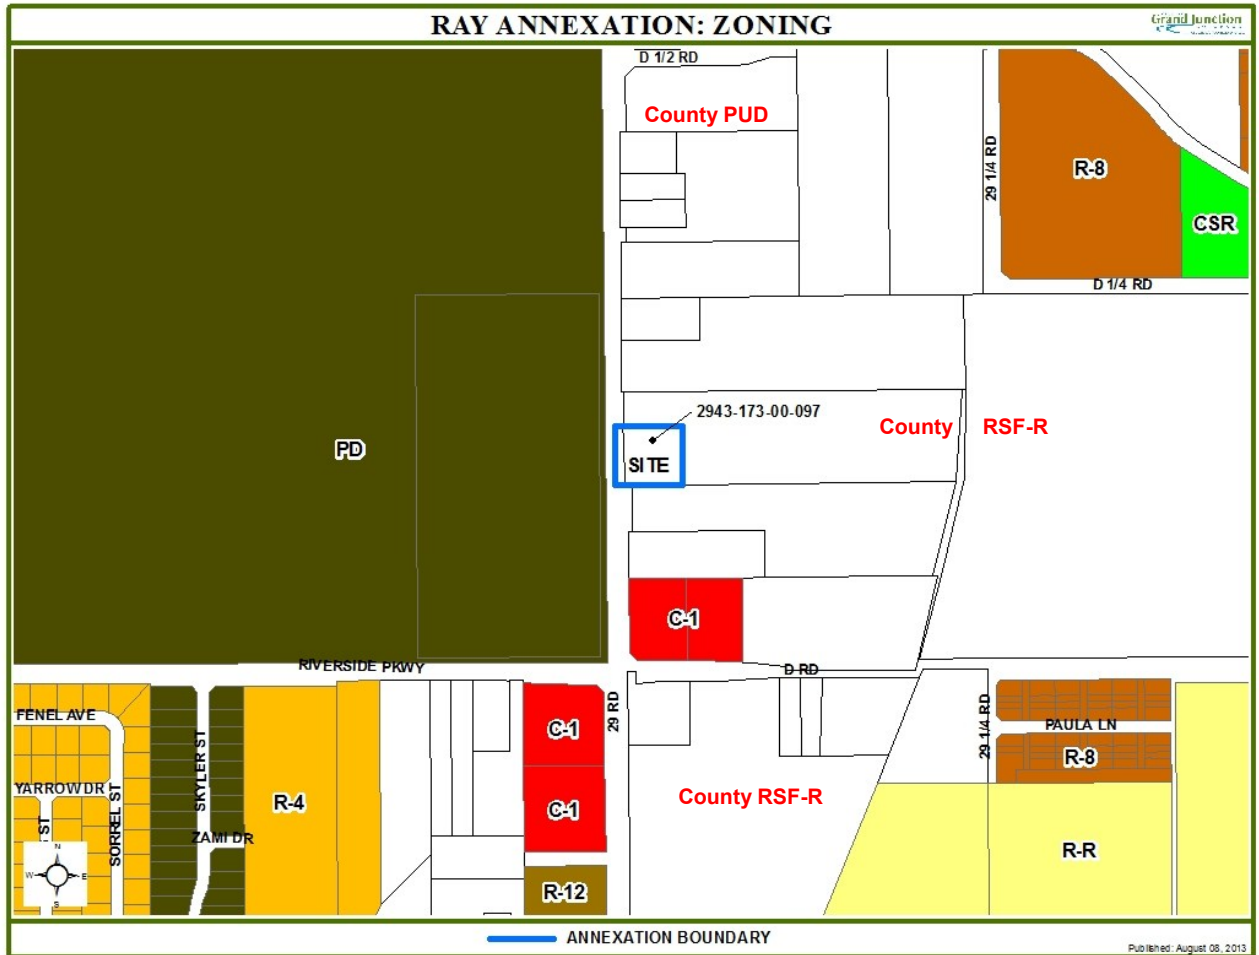 RAY ANNEXATION: ZONING
Grand Junction
D 1/2 RD
County PUD
29 1/4 RD
R-8
CSR
D 1/4 RD
2943-173-00-097
County RSF-R
PD
SITE
C-1
RIVERSIDE PKWY
D RD
FENEL AVE
SKYLER ST
C-1
29 RD
29 1/4 RD
PAULA LN
R-8
YARROW DR
SORREL ST
R-4
C-1
County RSF-R
ST
ZAMI DR
R-R
N
W
E
S
R-12
ANNEXATION BOUNDARY
Published: August 08, 2013